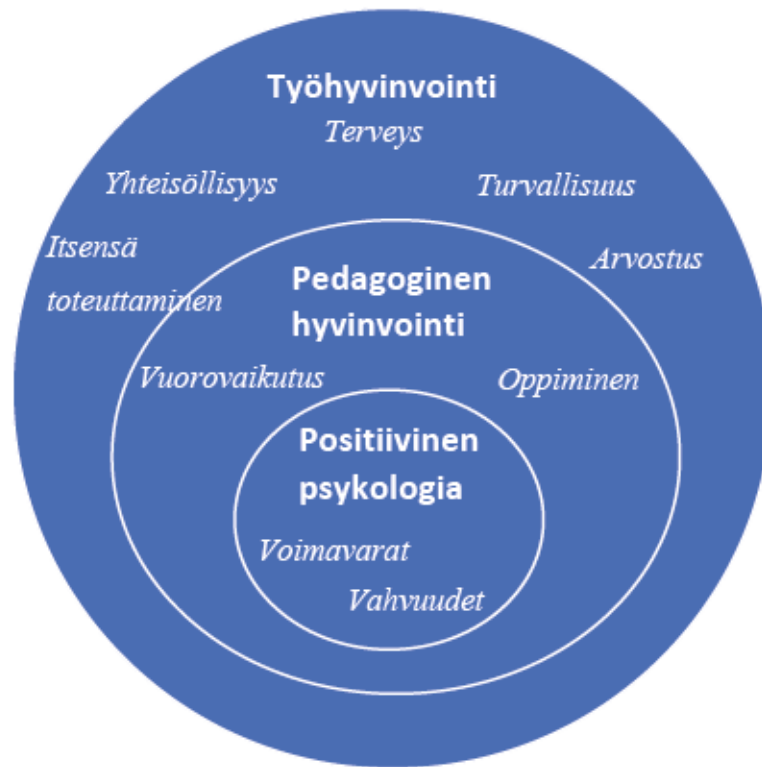 Työhyvinvointi
Terveys
Yhteisöllisyys
Turvallisuus
Itsensä
toteuttaminen
Arvostus
Pedagoginen
hyvinvointi
Vuorovaikutus
Oppiminen
Positiivinen
psykologia
Voimavarat
Vahvuudet